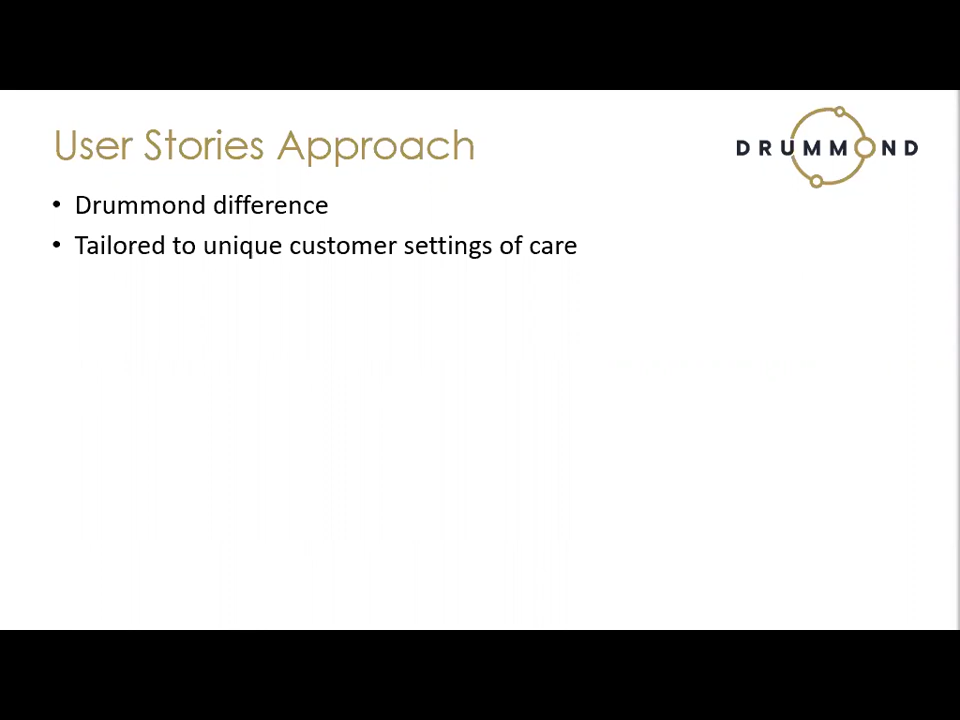 User Stories Approach
DRUMMOND
• Drummond difference
• Tailored to unique customer settings of care